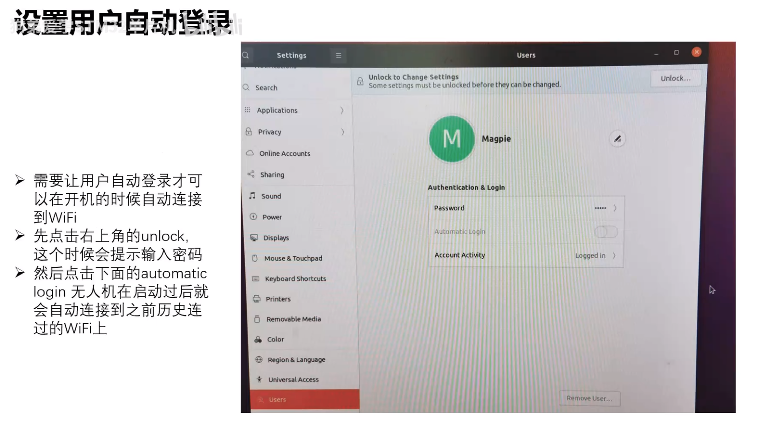 设置用户自动登录
bilibili
➢ 需要让用户自动登录才可
以在开机的时候自动连接
到WiFi
➢ 先点击右上角的unlock,
这个时候会提示输入密码
➢ 然后点击下面的automatic
login 无人机在启动过后就
会自动连接到之前历史连
过的WiFi上
Settings
Users
Search
Applications
Privacy
Online Accounts
Sharing
Sound
Power
Displays
Mouse & Touchpad
Keyboard Shortcuts
Printers
Removable Media
Color
Region & Language
Universal Access
Users
Unlock to Change Settings
Some settings must be unlocked before they can be changed.
Unlock...
M
Magpie
Authentication & Login
Password •••••
Automatic Login
Account Activity Logged in
Remove User...